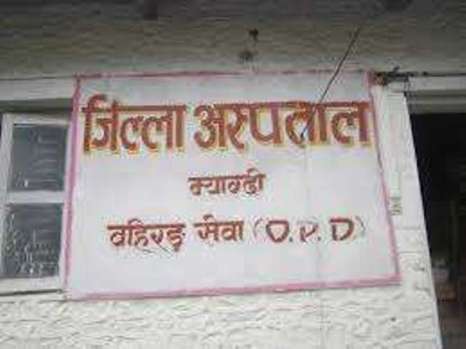 जिल्ला अस्पताल
म्याग्दी
वहिरङ सेवा (O.P.D)